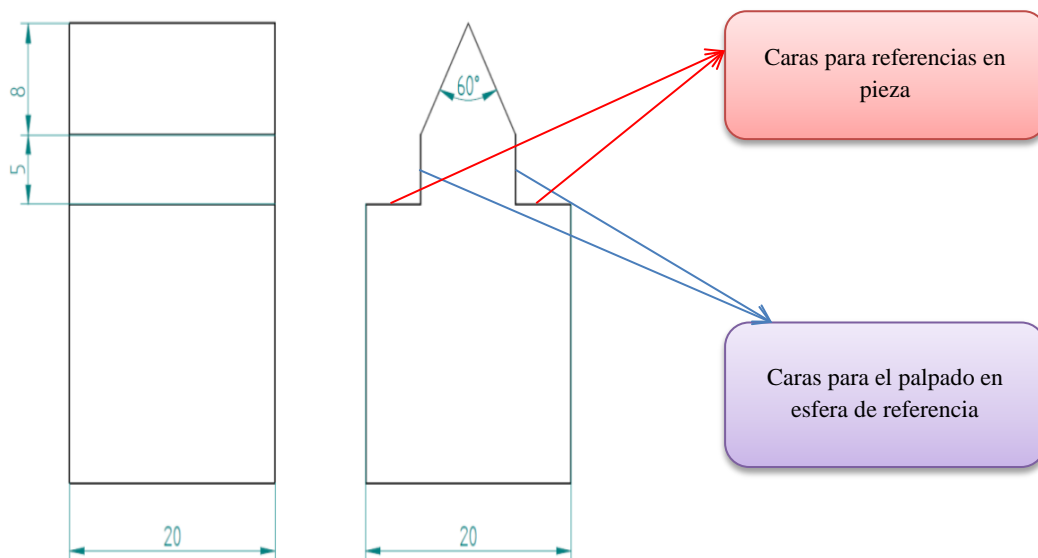 8
5
20
60°
20
Caras para referencias en
pieza
Caras para el palpado en
esfera de referencia